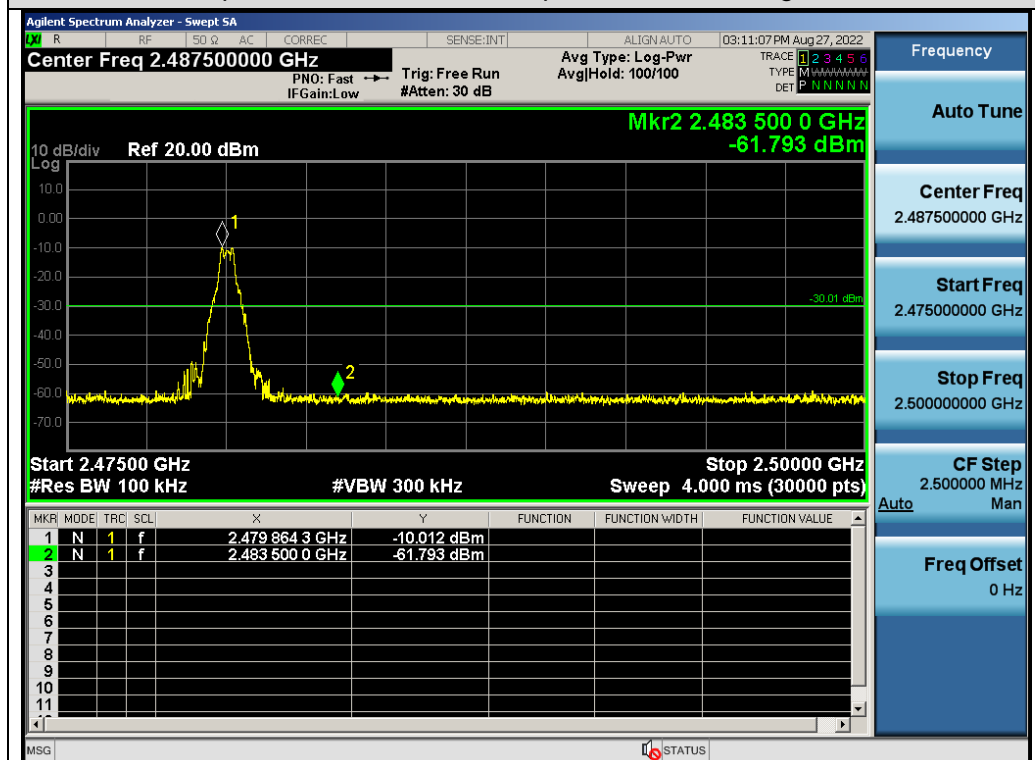 Agilent Spectrum Analyzer - Swept SA
LXI R RF 50 Ω AC CORREC SENSE:INT ALIGN AUTO 03:11:07 PM Aug 27, 2022
Center Freq 2.487500000 GHz
PNO: Fast
IFGain:Low
Trig: Free Run
#Atten: 30 dB
Avg Type: Log-Pwr
Avg|Hold: 100/100
TRACE 1 2 3 4 5 6
TYPE M
DET P N N N N N
Mkr2 2.483 500 0 GHz
-61.793 dBm
10 dB/div Ref 20.00 dBm
Log
10.0
0.00
-10.0
-20.0
-30.0
-40.0
-50.0
-60.0
-70.0
1
2
-30.01 dBm
Start 2.47500 GHz Stop 2.50000 GHz
#Res BW 100 kHz #VBW 300 kHz Sweep 4.000 ms (30000 pts)
MKR MODE TRC SCL X Y FUNCTION FUNCTION WIDTH FUNCTION VALUE
1 N 1 f 2.479 864 3 GHz -10.012 dBm
2 N 1 f 2.483 500 0 GHz -61.793 dBm
3
4
5
6
7
8
9
10
11
MSG STATUS
Frequency
Auto Tune
Center Freq
2.487500000 GHz
Start Freq
2.475000000 GHz
Stop Freq
2.500000000 GHz
CF Step
2.500000 MHz
Auto Man
Freq Offset
0 Hz